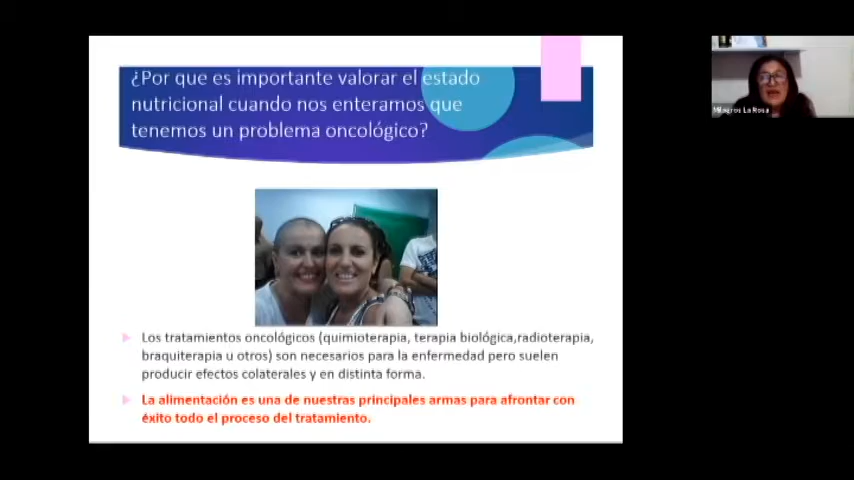 ¿Por que es importante valorar el estado
nutricional cuando nos enteramos que
tenemos un problema oncológico?
Los tratamientos oncológicos (quimioterapia, terapia biológica,radioterapia,
braquiterapia u otros) son necesarios para la enfermedad pero suelen
producir efectos colaterales y en distinta forma.
La alimentación es una de nuestras principales armas para afrontar con
éxito todo el proceso del tratamiento.
Milagros La Rosa